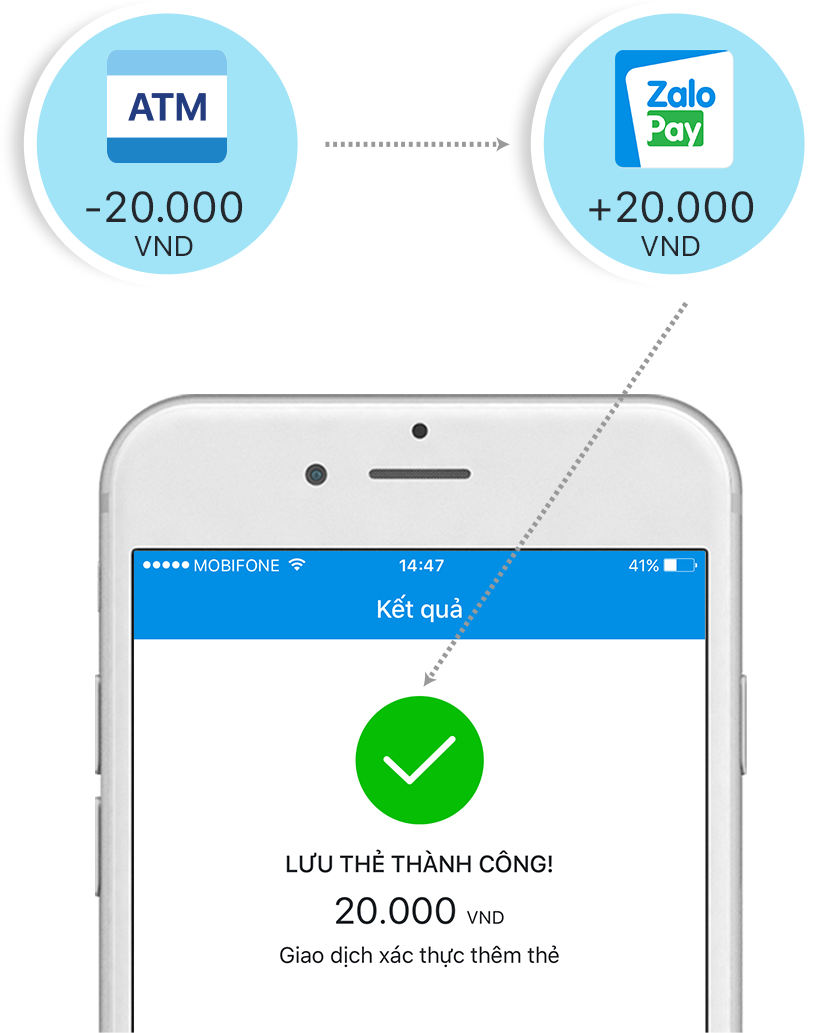 ATM
-20.000
VND
Zalo
Pay
+20.000
VND
MOBIFONE
14:47
41%
Kết quả
LƯU THẺ THÀNH CÔNG!
20.000 VND
Giao dịch xác thực thêm thẻ